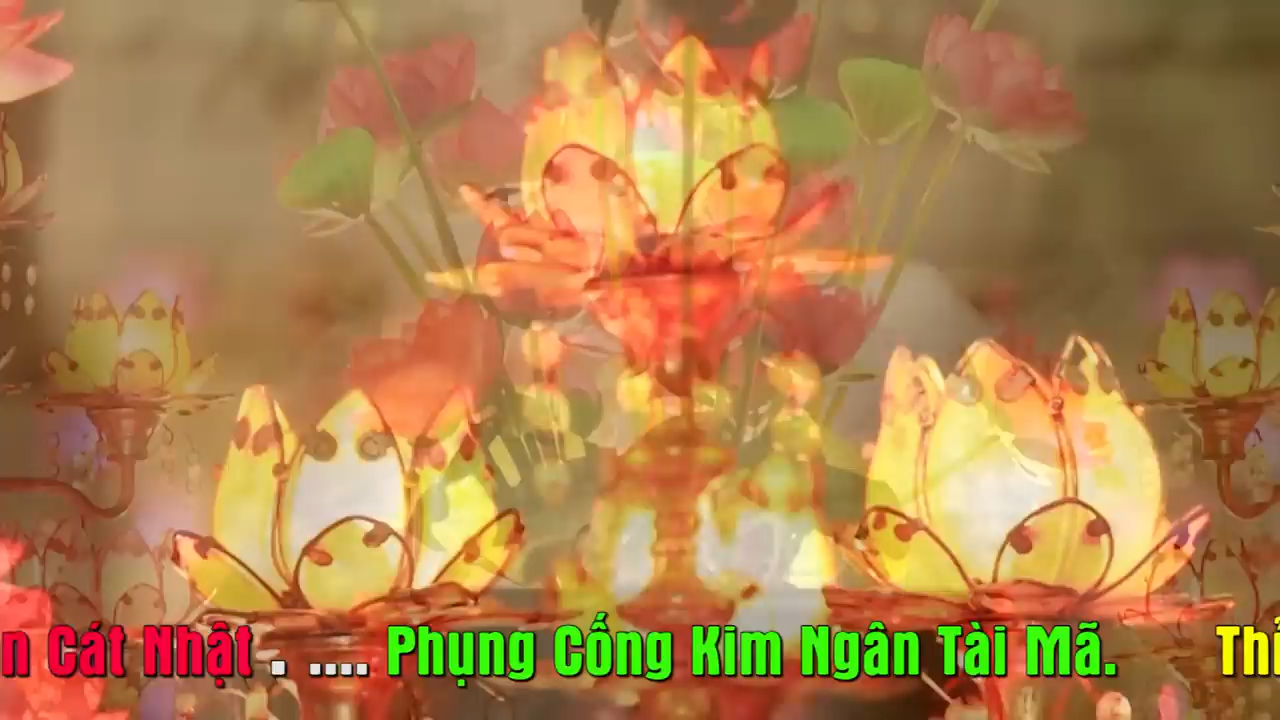 Cát Nhật . .... Phụng Cống Kim Ngân Tài Mã.